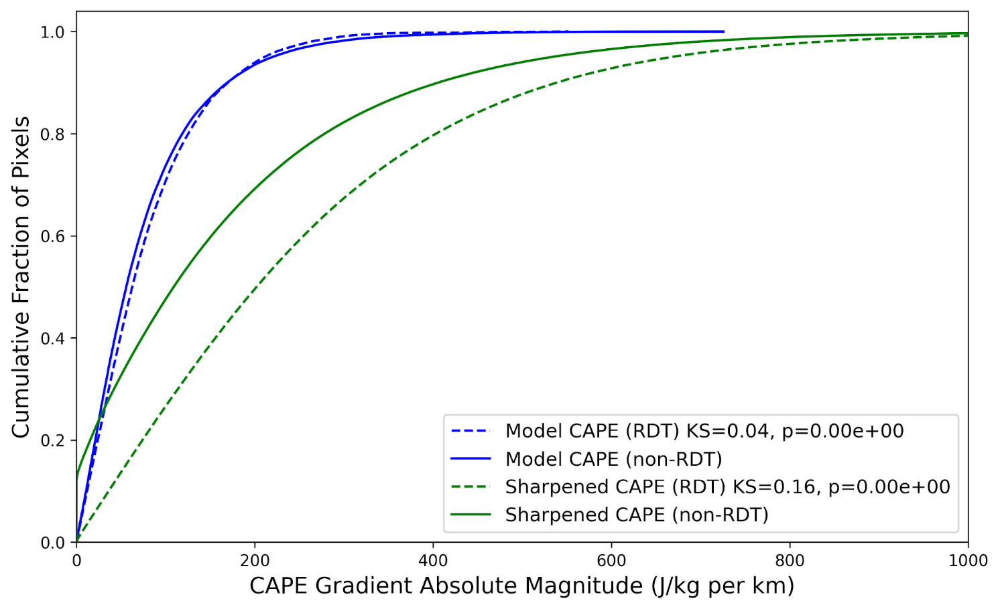 1.0
0.8
0.6
0.4
0.2
0.0
Cumulative Fraction of Pixels
Model CAPE (RDT) KS=0.04, p=0.00e+00
Model CAPE (non-RDT)
Sharpened CAPE (RDT) KS=0.16, p=0.00e+00
Sharpened CAPE (non-RDT)
0 200 400 600 800 1000
CAPE Gradient Absolute Magnitude (J/kg per km)